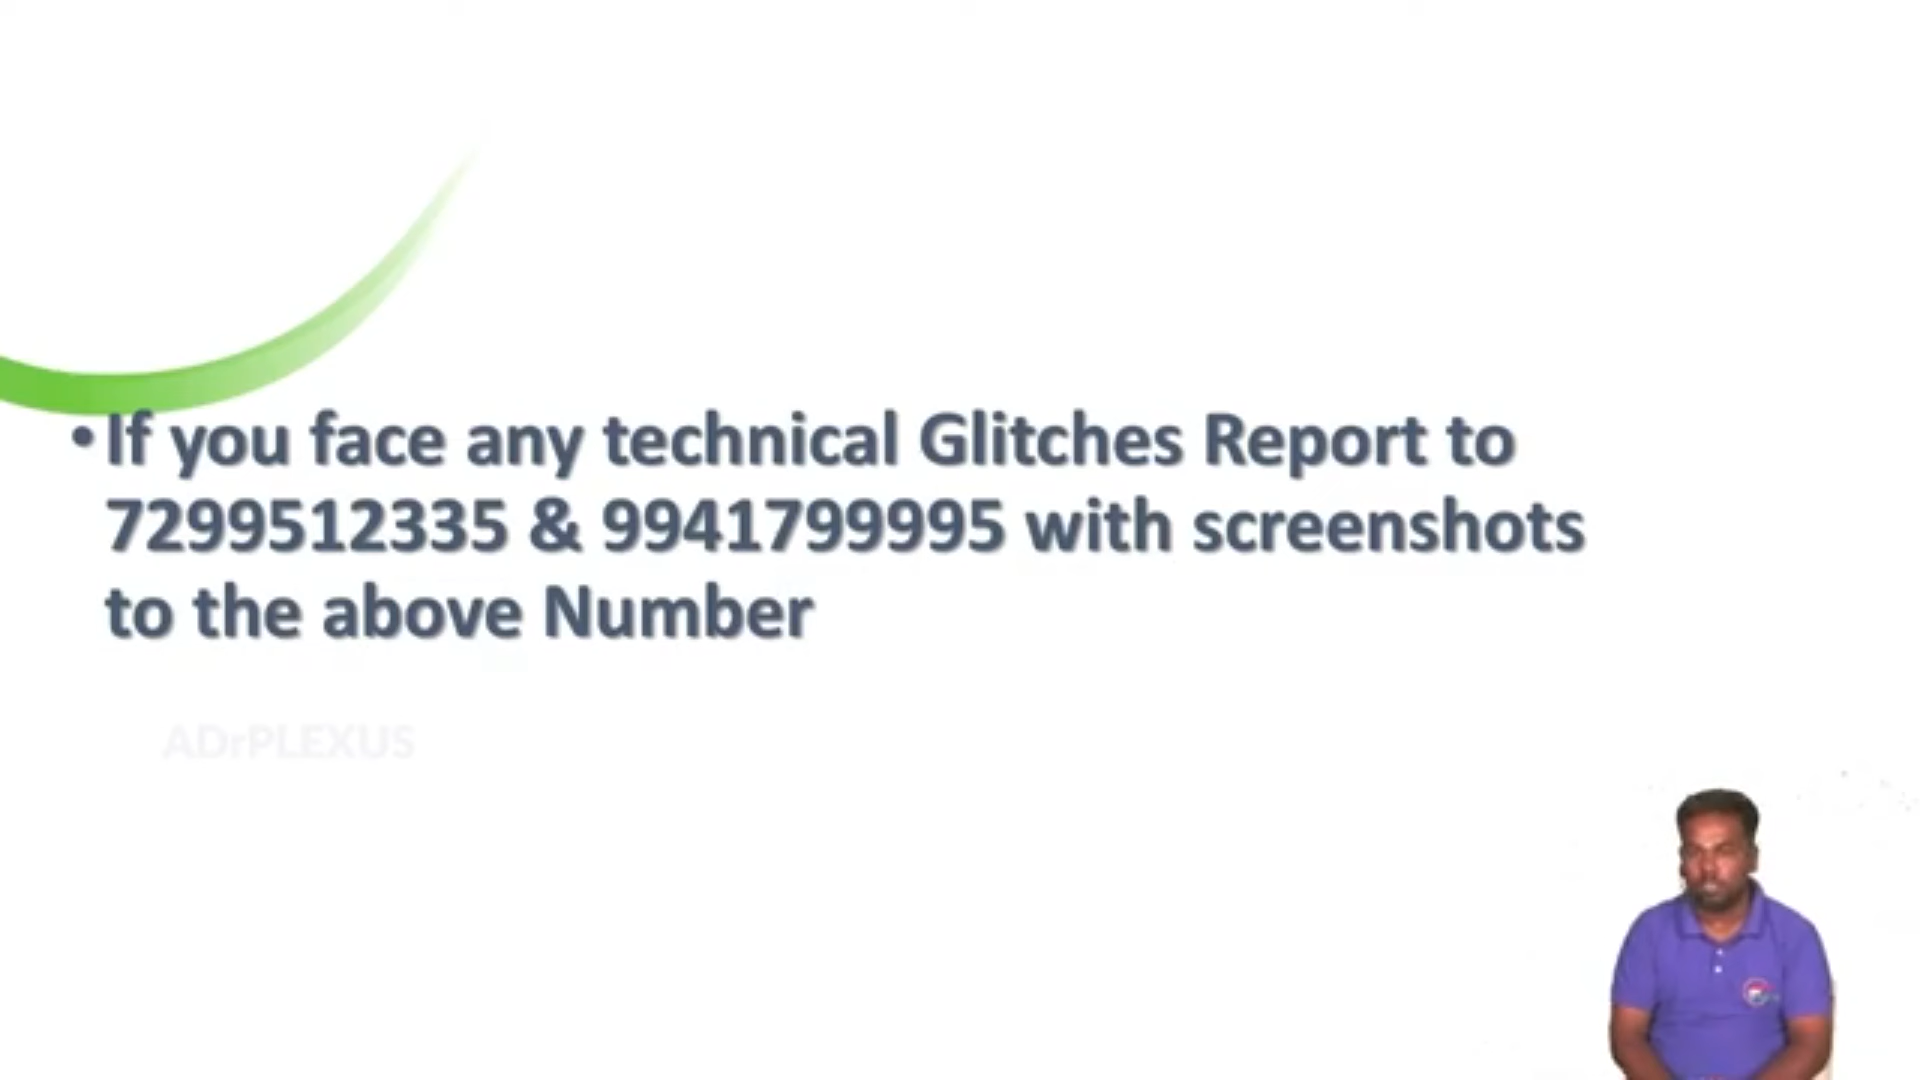 •If you face any technical Glitches Report to
7299512335 & 9941799995 with screenshots
to the above Number
ADrPLEXUS